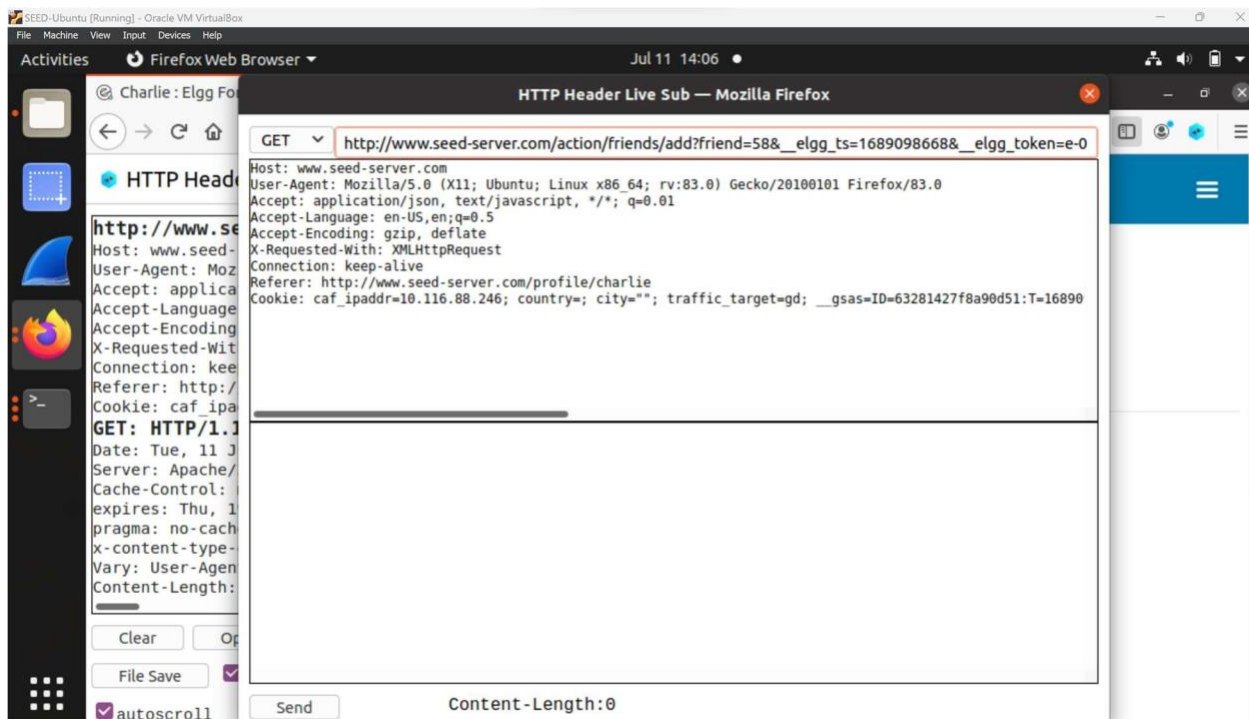 SEED-Ubuntu [Running] - Oracle VM VirtualBox
File Machine View Input Devices Help
Activities Firefox Web Browser Jul 11 14:06
Charlie : Elgg For
HTTP Header Live Sub — Mozilla Firefox
GET http://www.seed-server.com/action/friends/add?friend=58&__elgg_ts=1689098668&__elgg_token=e-0
Host: www.seed-server.com
User-Agent: Mozilla/5.0 (X11; Ubuntu; Linux x86_64; rv:83.0) Gecko/20100101 Firefox/83.0
Accept: application/json, text/javascript, */*; q=0.01
Accept-Language: en-US,en;q=0.5
Accept-Encoding: gzip, deflate
X-Requested-With: XMLHttpRequest
Connection: keep-alive
Referer: http://www.seed-server.com/profile/charlie
Cookie: caf_ipaddr=10.116.88.246; country=; city=""; traffic_target=gd; __gsas=ID=63281427f8a90d51:T=16890
HTTP Heade
http://www.se
Host: www.seed-
User-Agent: Moz
Accept: applica
Accept-Language
Accept-Encoding
X-Requested-Wit
Connection: kee
Referer: http:/
Cookie: caf_ipa
GET: HTTP/1.1
Date: Tue, 11 J
Server: Apache/
Cache-Control:
expires: Thu, 1
pragma: no-cach
x-content-type-
Vary: User-Agen
Content-Length:
Clear Op
File Save
autoscroll
Send Content-Length:0